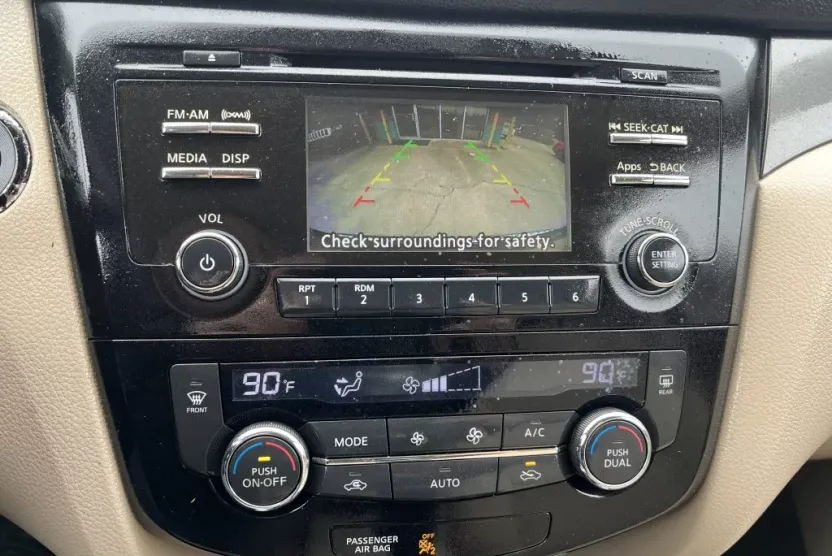 SCAN
FM·AM (((XM)))
SEEK·CAT
MEDIA DISP
Apps BACK
VOL
TUNE·SCROLL
ENTER
SETTING
Check surroundings for safety.
RPT
1
RDM
2
3
4
5
6
90°F
90°F
FRONT
REAR
MODE
A/C
PUSH
ON·OFF
PUSH
DUAL
AUTO
PASSENGER
AIR BAG
OFF
2